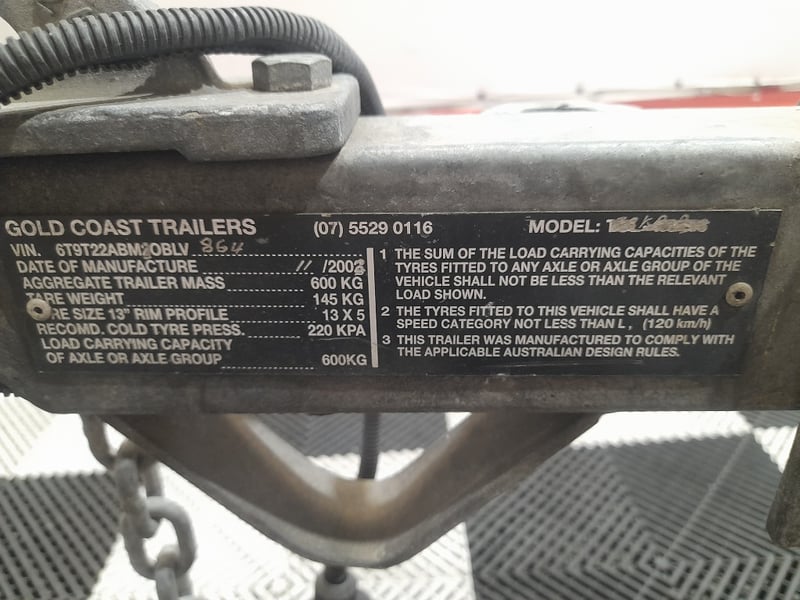 GOLD COAST TRAILERS (07) 5529 0116 MODEL:
VIN. 6T9T22ABM OBLV 864
DATE OF MANUFACTURE 11 /2003
AGGREGATE TRAILER MASS 600 KG
TARE WEIGHT 145 KG
RE SIZE 13" RIM PROFILE 13 X 5
RECOMD. COLD TYRE PRESS. 220 KPA
LOAD CARRYING CAPACITY
OF AXLE OR AXLE GROUP 600KG
1 THE SUM OF THE LOAD CARRYING CAPACITIES OF THE
TYRES FITTED TO ANY AXLE OR AXLE GROUP OF THE
VEHICLE SHALL NOT BE LESS THAN THE RELEVANT
LOAD SHOWN.
2 THE TYRES FITTED TO THIS VEHICLE SHALL HAVE A
SPEED CATEGORY NOT LESS THAN L, (120 km/h)
3 THIS TRAILER WAS MANUFACTURED TO COMPLY WITH
THE APPLICABLE AUSTRALIAN DESIGN RULES.